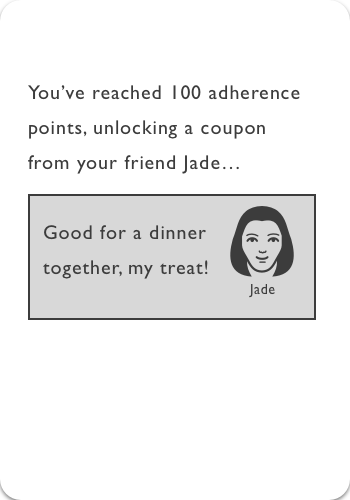 You’ve reached 100 adherence
points, unlocking a coupon
from your friend Jade…
Good for a dinner
together, my treat!
Jade